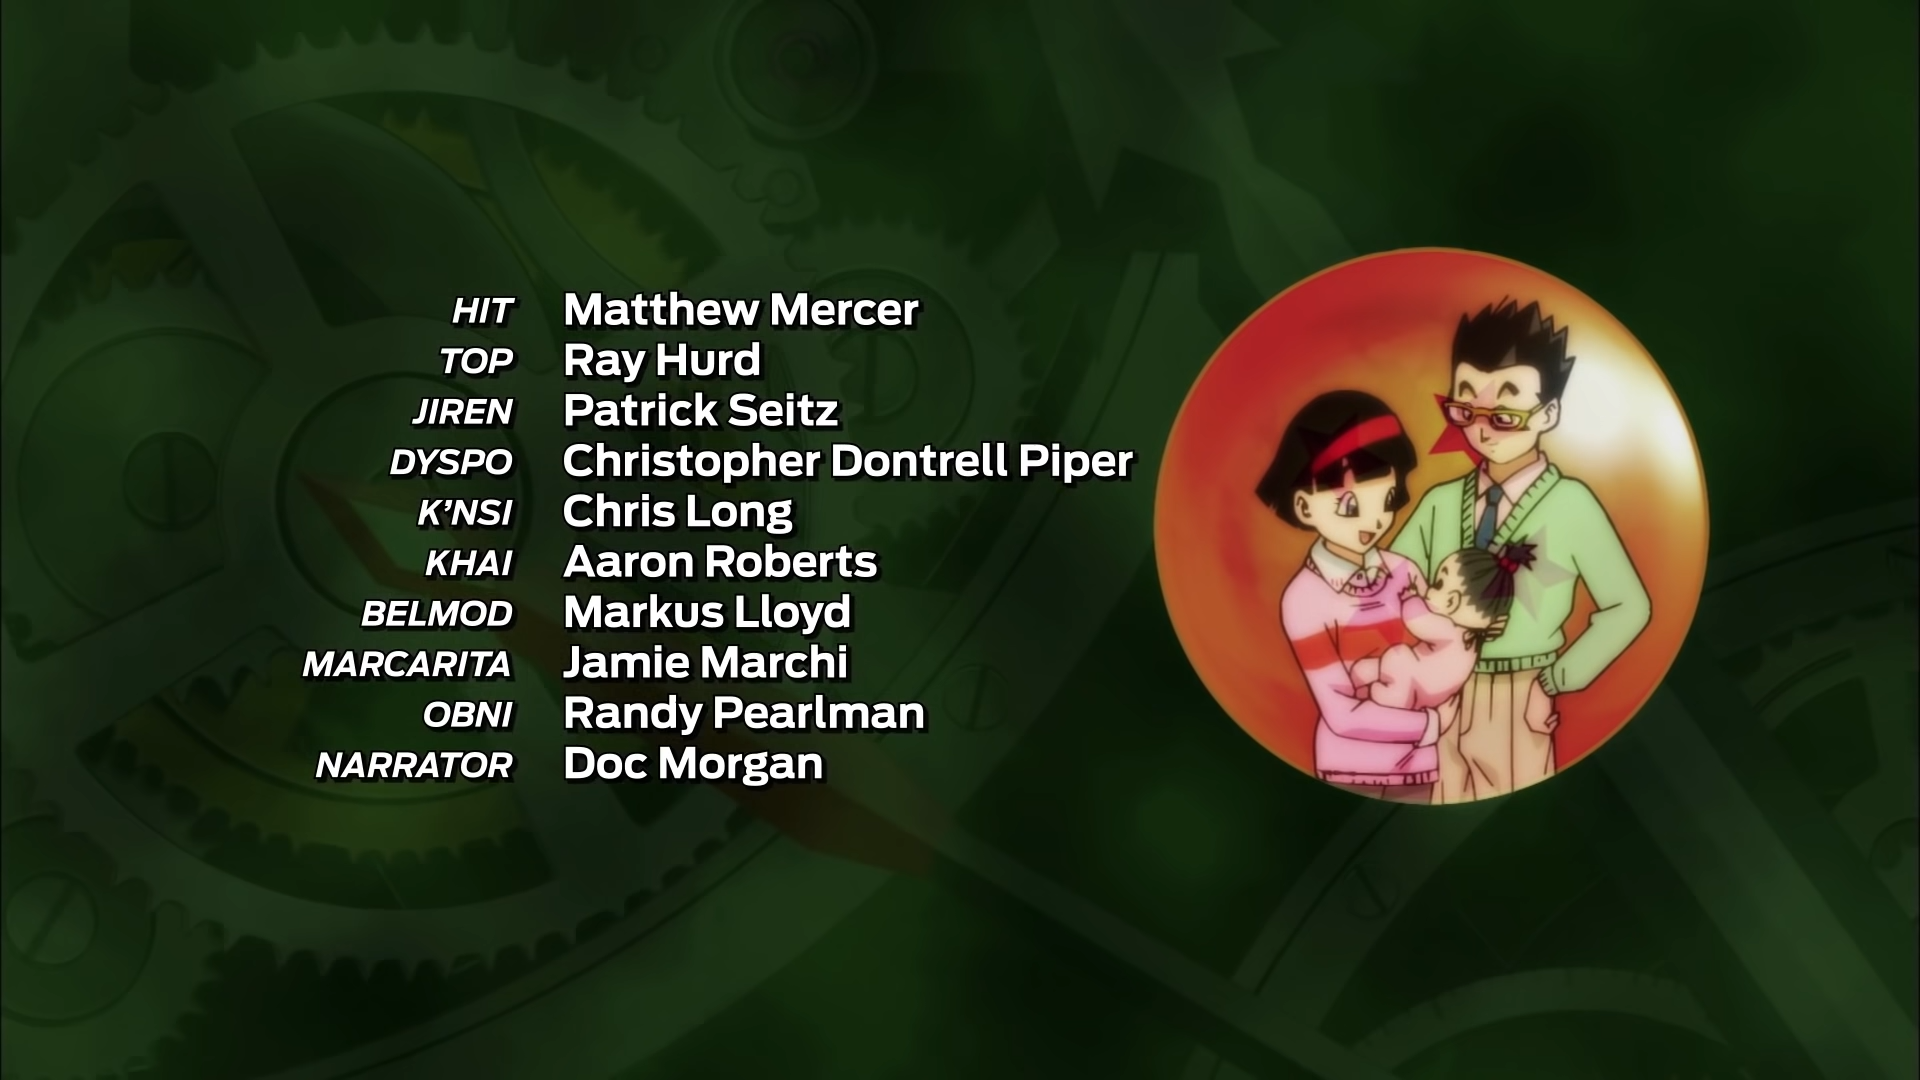 HIT Matthew Mercer
TOP Ray Hurd
JIREN Patrick Seitz
DYSPO Christopher Dontrell Piper
K’NSI Chris Long
KHAI Aaron Roberts
BELMOD Markus Lloyd
MARCARITA Jamie Marchi
OBNI Randy Pearlman
NARRATOR Doc Morgan